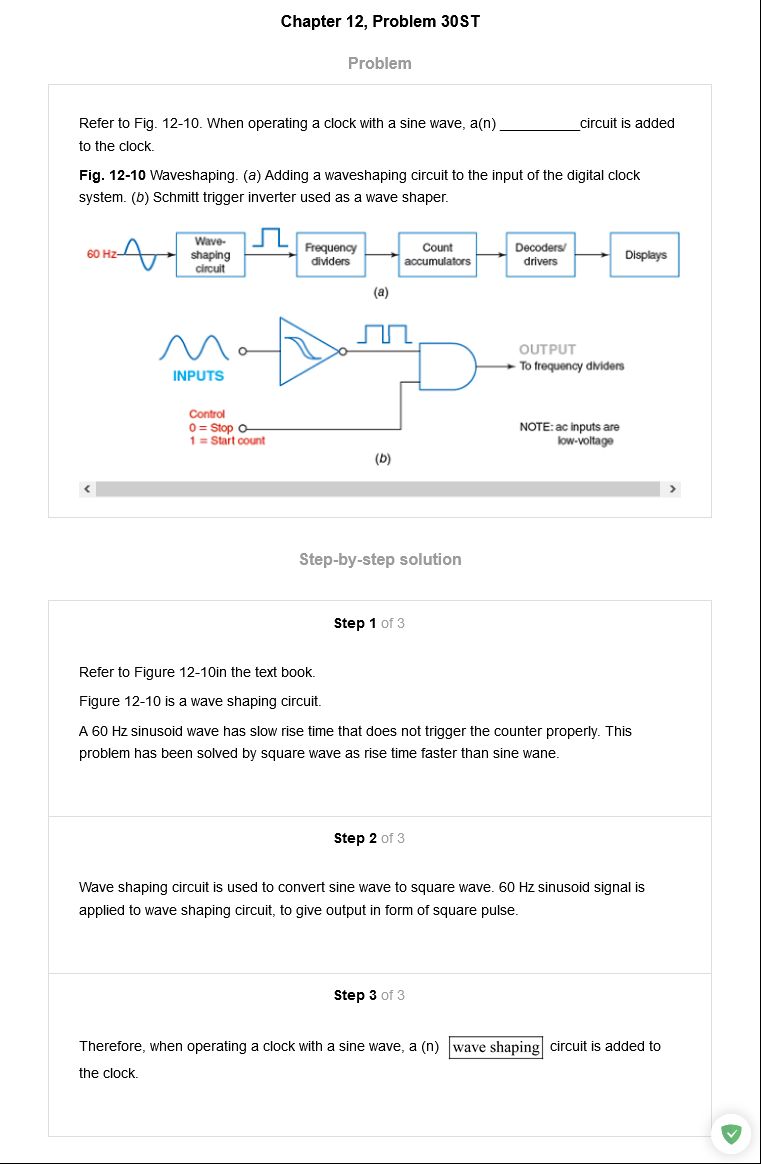 Chapter 12, Problem 30ST
Problem
Refer to Fig. 12-10. When operating a clock with a sine wave, a(n) __________circuit is added
to the clock.
Fig. 12-10 Waveshaping. (a) Adding a waveshaping circuit to the input of the digital clock
system. (b) Schmitt trigger inverter used as a wave shaper.
60 Hz
Wave-
shaping
circuit
Frequency
dividers
Count
accumulators
Decoders/
drivers
Displays
(a)
INPUTS
OUTPUT
To frequency dividers
Control
0 = Stop
1 = Start count
NOTE: ac inputs are
low-voltage
(b)
Step-by-step solution
Step 1 of 3
Refer to Figure 12-10in the text book.
Figure 12-10 is a wave shaping circuit.
A 60 Hz sinusoid wave has slow rise time that does not trigger the counter properly. This
problem has been solved by square wave as rise time faster than sine wane.
Step 2 of 3
Wave shaping circuit is used to convert sine wave to square wave. 60 Hz sinusoid signal is
applied to wave shaping circuit, to give output in form of square pulse.
Step 3 of 3
Therefore, when operating a clock with a sine wave, a (n) wave shaping circuit is added to
the clock.